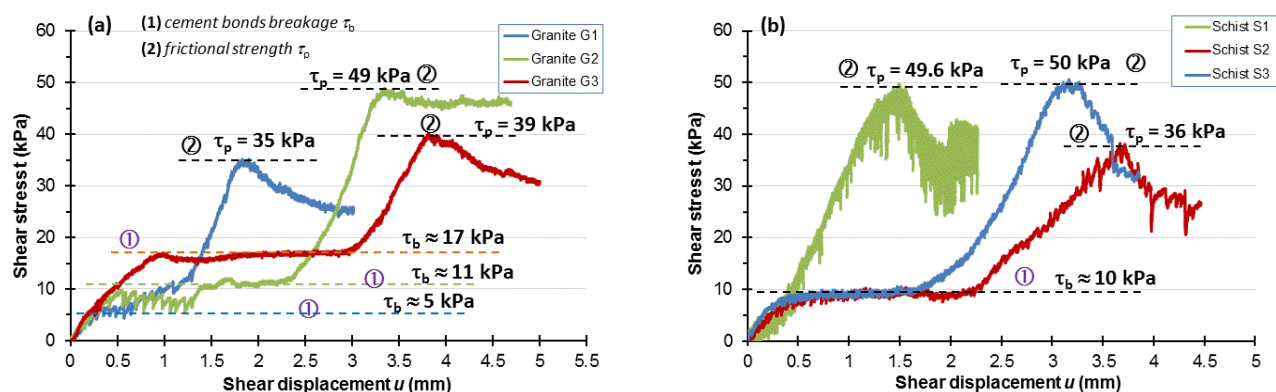 (a)
(1) cement bonds breakage τb
(2) frictional strength τp
Granite G1
Granite G2
Granite G3
τp = 49 kPa ②
② τp = 35 kPa
② τp = 39 kPa
① τb ≈ 17 kPa
τb ≈ 11 kPa ①
① τb ≈ 5 kPa
Shear stress τ (kPa)
60
50
40
30
20
10
0
0 0.5 1 1.5 2 2.5 3 3.5 4 4.5 5 5.5
Shear displacement u (mm)
(b)
Schist S1
Schist S2
Schist S3
② τp = 49.6 kPa
τp = 50 kPa ②
② τp = 36 kPa
①
τb ≈ 10 kPa
Shear stress τ (kPa)
60
50
40
30
20
10
0
0 0.5 1 1.5 2 2.5 3 3.5 4 4.5 5
Shear displacement u (mm)